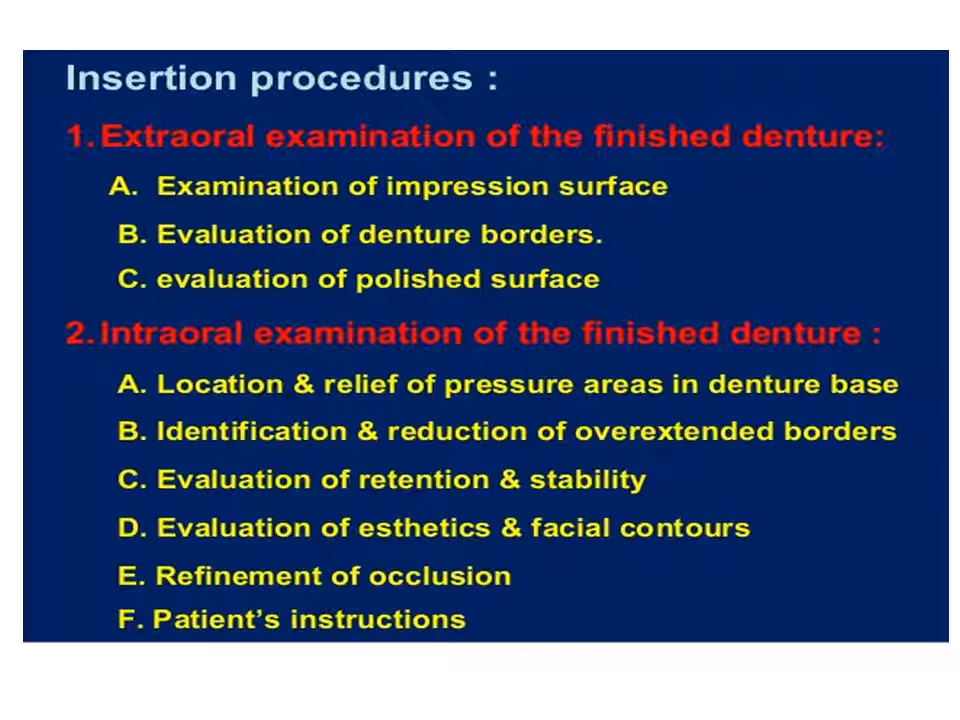 Insertion procedures :
1. Extraoral examination of the finished denture:
A. Examination of impression surface
B. Evaluation of denture borders.
C. evaluation of polished surface
2. Intraoral examination of the finished denture :
A. Location & relief of pressure areas in denture base
B. Identification & reduction of overextended borders
C. Evaluation of retention & stability
D. Evaluation of esthetics & facial contours
E. Refinement of occlusion
F. Patient’s instructions